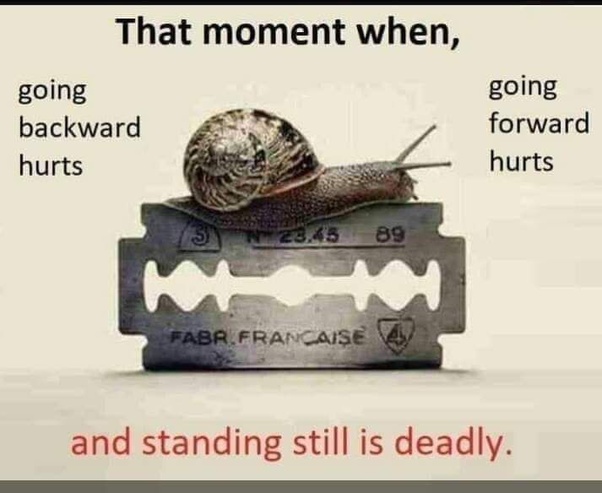 That moment when,
going
backward
hurts
going
forward
hurts
N° 23.45 89
FABR.FRANCAISE
and standing still is deadly.